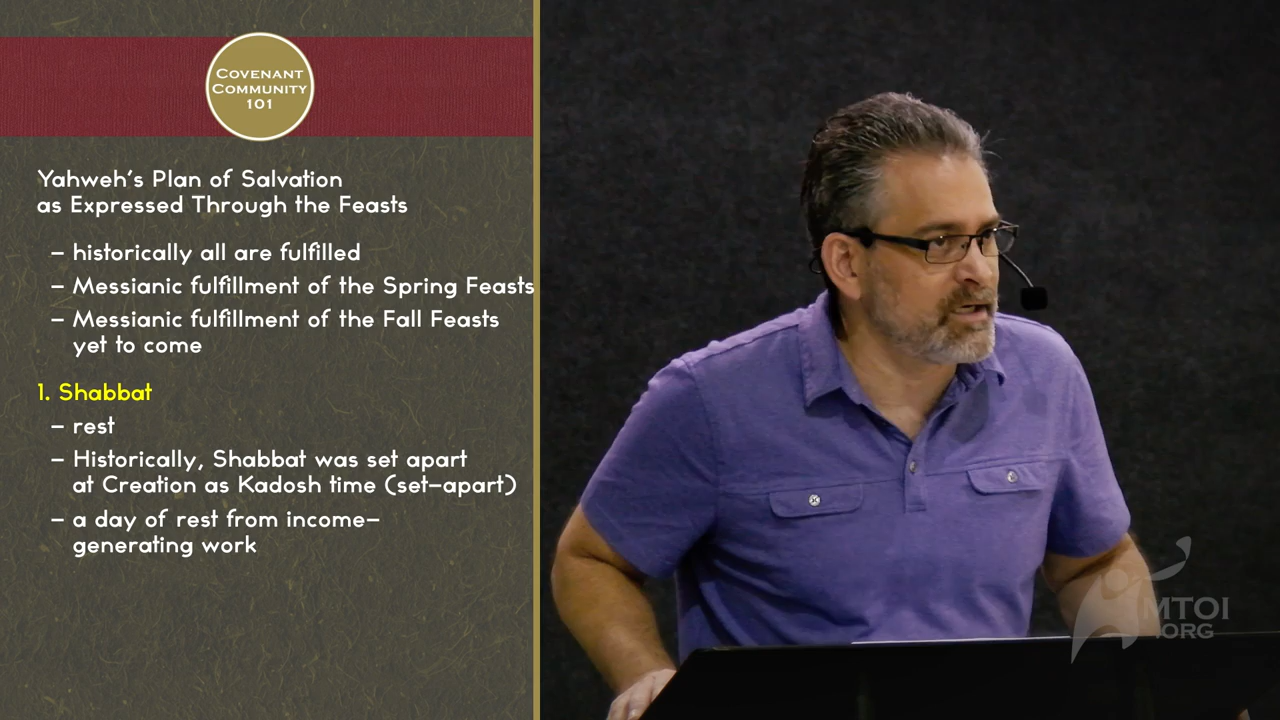 COVENANT
COMMUNITY
101
Yahweh's Plan of Salvation
as Expressed Through the Feasts
– historically all are fulfilled
– Messianic fulfillment of the Spring Feasts
– Messianic fulfillment of the Fall Feasts
yet to come
1. Shabbat
– rest
– Historically, Shabbat was set apart
at Creation as Kadosh time (set-apart)
– a day of rest from income-
generating work
MTOI
.ORG